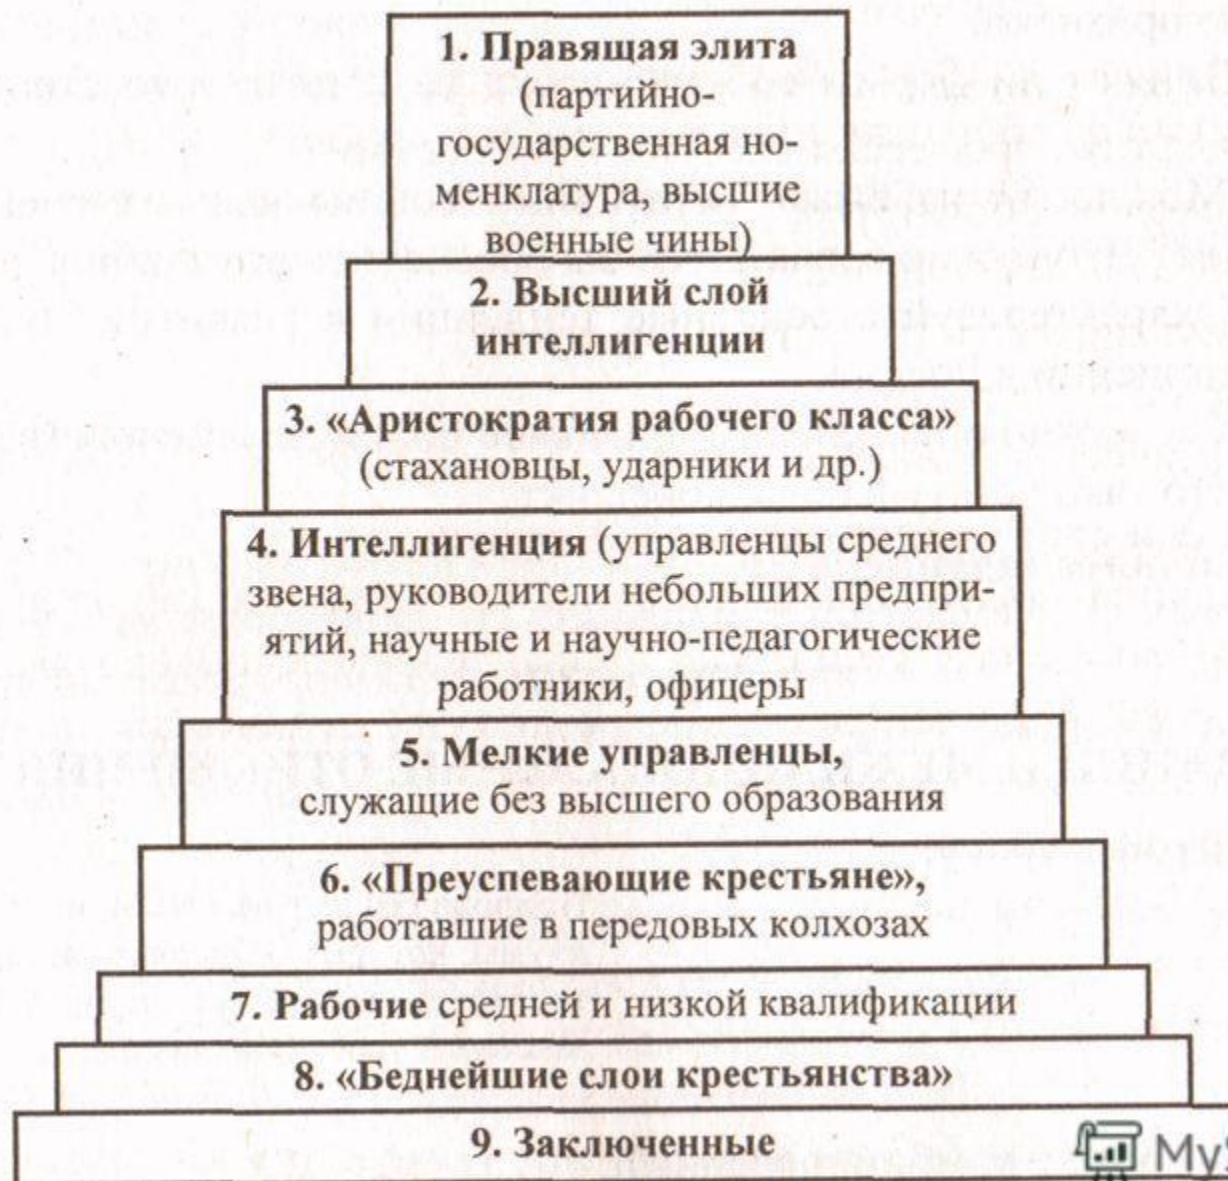 1. Правящая элита
(партийно-
государственная но-
менклатура, высшие
военные чины)
2. Высший слой
интеллигенции
3. «Аристократия рабочего класса»
(стахановцы, ударники и др.)
4. Интеллигенция (управленцы среднего
звена, руководители небольших предпри-
ятий, научные и научно-педагогические
работники, офицеры
5. Мелкие управленцы,
служащие без высшего образования
6. «Преуспевающие крестьяне»,
работавшие в передовых колхозах
7. Рабочие средней и низкой квалификации
8. «Беднейшие слои крестьянства»
9. Заключенные